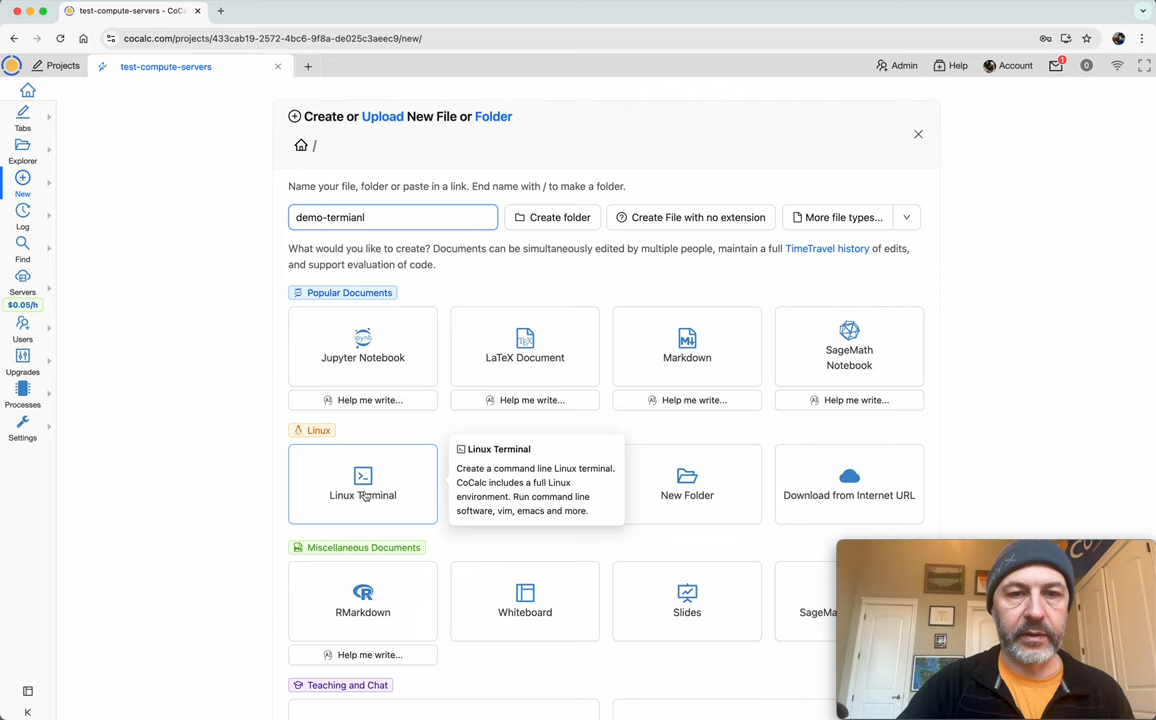 test-compute-servers - CoCa
cocalc.com/projects/433cab19-2572-4bc6-9f8a-de025c3aeec9/new/
Projects
test-compute-servers
Admin
Help
Account
1
0
Tabs
Explorer
New
Log
Find
Servers
$0.05/h
Users
Upgrades
Processes
Settings
Create or Upload New File or Folder
/
Name your file, folder or paste in a link. End name with / to make a folder.
demo-termianl
Create folder
Create File with no extension
More file types...
What would you like to create? Documents can be simultaneously edited by multiple people, maintain a full TimeTravel history of edits,
and support evaluation of code.
Popular Documents
Jupyter Notebook
LaTeX Document
Markdown
SageMath
Notebook
Help me write...
Help me write...
Help me write...
Help me write...
Linux
Linux Terminal
Linux Terminal
Create a command line Linux terminal.
CoCalc includes a full Linux
environment. Run command line
software, vim, emacs and more.
New Folder
Download from Internet URL
Miscellaneous Documents
RMarkdown
Whiteboard
Slides
SageMa
Help me write...
Teaching and Chat